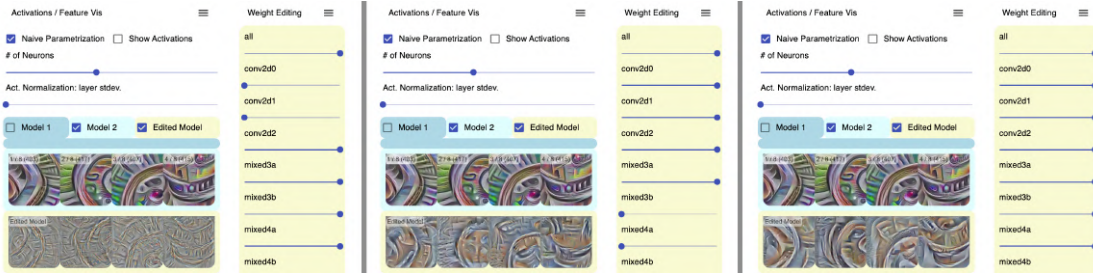 Activations / Feature Vis
Naive Parametrization Show Activations
# of Neurons
Act. Normalization: layer stdev.
Model 1 Model 2 Edited Model
Edited Model
Weight Editing
all
conv2d0
conv2d1
conv2d2
mixed3a
mixed3b
mixed4a
mixed4b
Activations / Feature Vis
Naive Parametrization Show Activations
# of Neurons
Act. Normalization: layer stdev.
Model 1 Model 2 Edited Model
Edited Model
Weight Editing
all
conv2d0
conv2d1
conv2d2
mixed3a
mixed3b
mixed4a
mixed4b
Activations / Feature Vis
Naive Parametrization Show Activations
# of Neurons
Act. Normalization: layer stdev.
Model 1 Model 2 Edited Model
Edited Model
Weight Editing
all
conv2d0
conv2d1
conv2d2
mixed3a
mixed3b
mixed4a
mixed4b